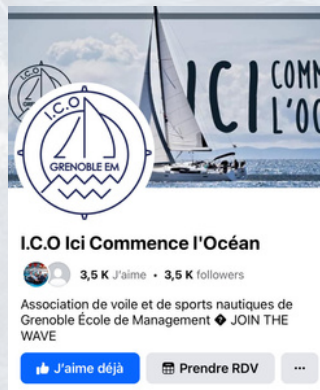 ICI COMM
L'OC
I.C.O
GRENOBLE EM
I.C.O Ici Commence l'Océan
3,5 K J'aime • 3,5 K followers
Association de voile et de sports nautiques de
Grenoble École de Management � JOIN THE
WAVE
J'aime déjà
Prendre RDV
...